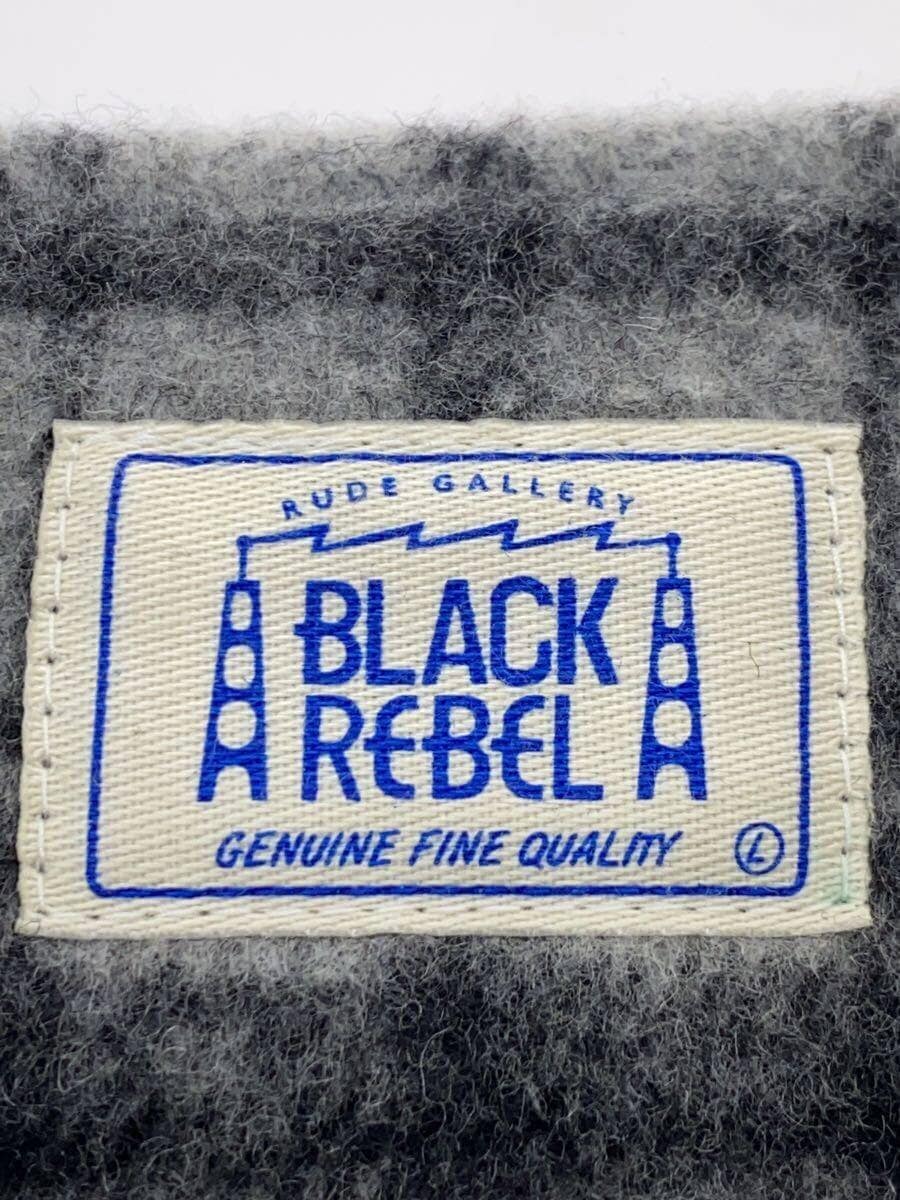 RUDE GALLERY
BLACK
REBEL
GENUINE FINE QUALITY
L